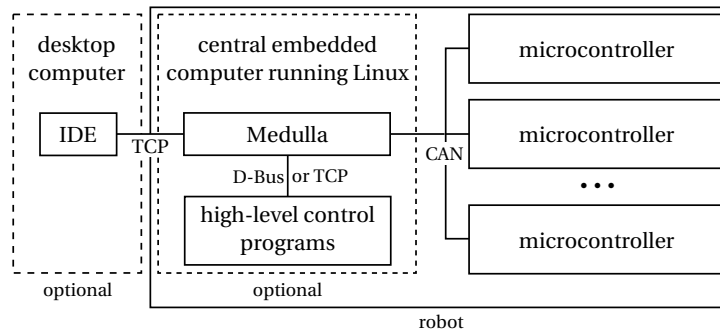 desktop
computer
IDE
optional
TCP
central embedded
computer running Linux
Medulla
D-Bus or TCP
high-level control
programs
optional
CAN
microcontroller
microcontroller
...
microcontroller
robot